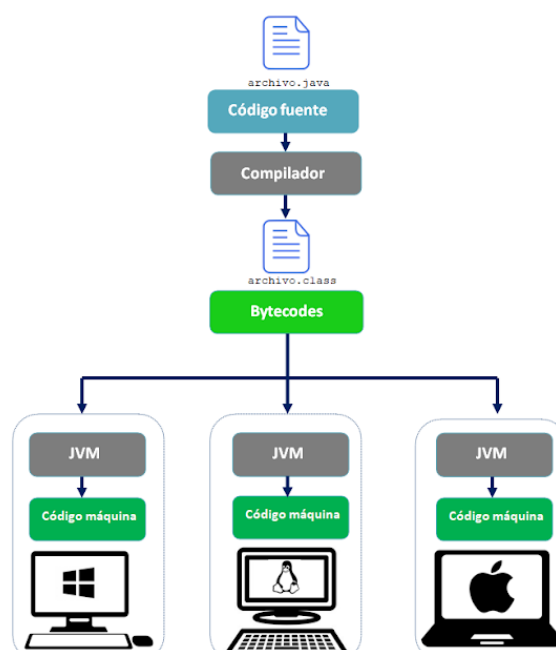 archivo.java
Código fuente
Compilador
archivo.class
Bytecodes
JVM
JVM
JVM
Código máquina
Código máquina
Código máquina